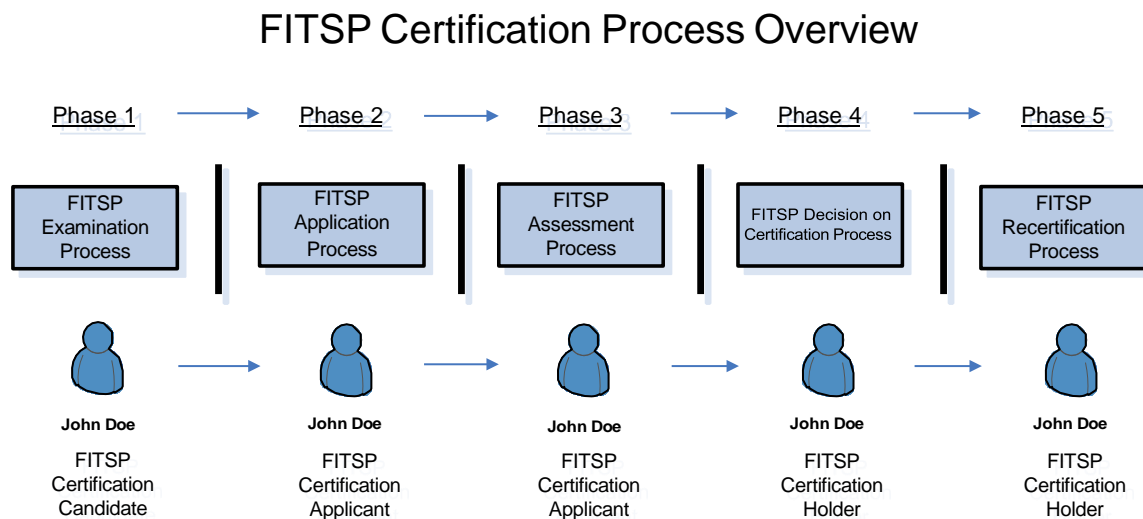 FITSP Certification Process Overview
Phase 1
Phase 2
Phase 3
Phase 4
Phase 5
FITSP
Examination
Process
FITSP
Application
Process
FITSP
Assessment
Process
FITSP Decision on
Certification Process
FITSP
Recertification
Process
John Doe
John Doe
John Doe
John Doe
John Doe
FITSP
Certification
Candidate
FITSP
Certification
Applicant
FITSP
Certification
Applicant
FITSP
Certification
Holder
FITSP
Certification
Holder